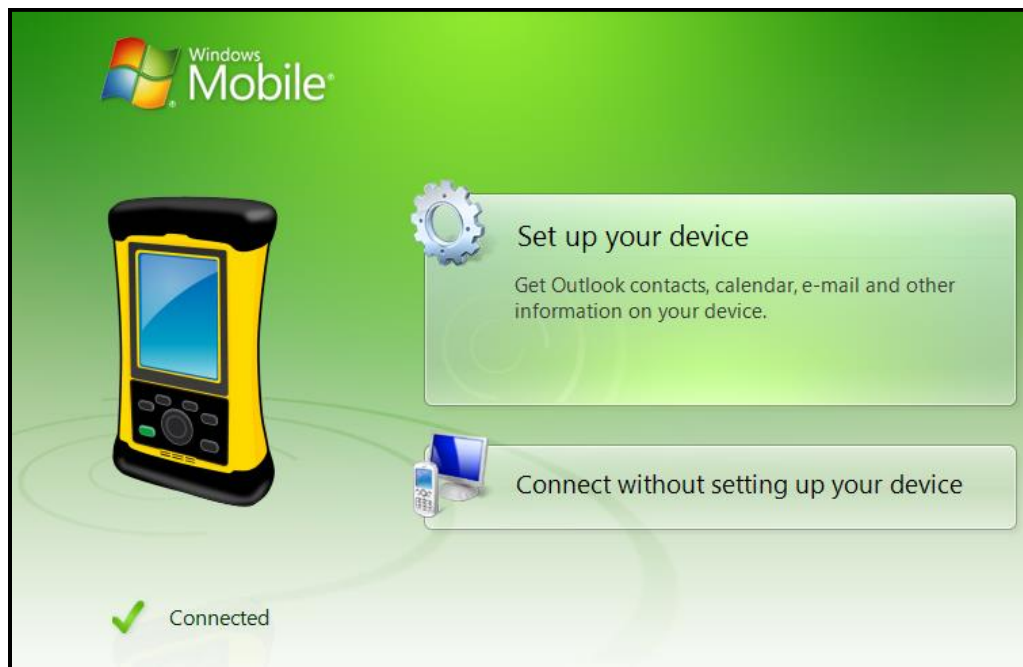 Windows
Mobile®
Set up your device
Get Outlook contacts, calendar, e-mail and other
information on your device.
Connect without setting up your device
Connected